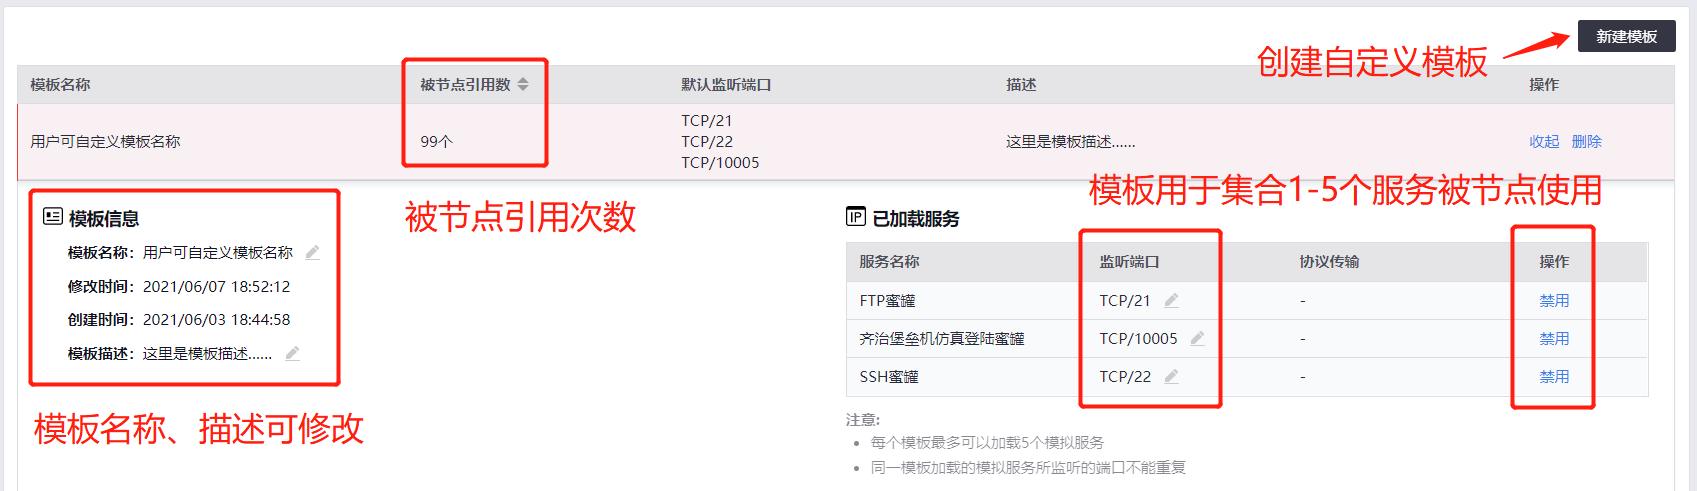 新建模板
创建自定义模板
模板名称 被节点引用数 默认监听端口 描述 操作
TCP/21
用户可自定义模板名称 99个 TCP/22 这里是模板描述...... 收起 删除
TCP/10005
模板用于集合1-5个服务被节点使用
模板信息
模板名称：用户可自定义模板名称
修改时间：2021/06/07 18:52:12
创建时间：2021/06/03 18:44:58
模板描述：这里是模板描述......
模板名称、描述可修改
被节点引用次数
IP 已加载服务
服务名称 监听端口 协议传输 操作
FTP蜜罐 TCP/21 - 禁用
齐治堡垒机仿真登陆蜜罐 TCP/10005 - 禁用
SSH蜜罐 TCP/22 - 禁用
注意:
• 每个模板最多可以加载5个模拟服务
• 同一模板加载的模拟服务所监听的端口不能重复